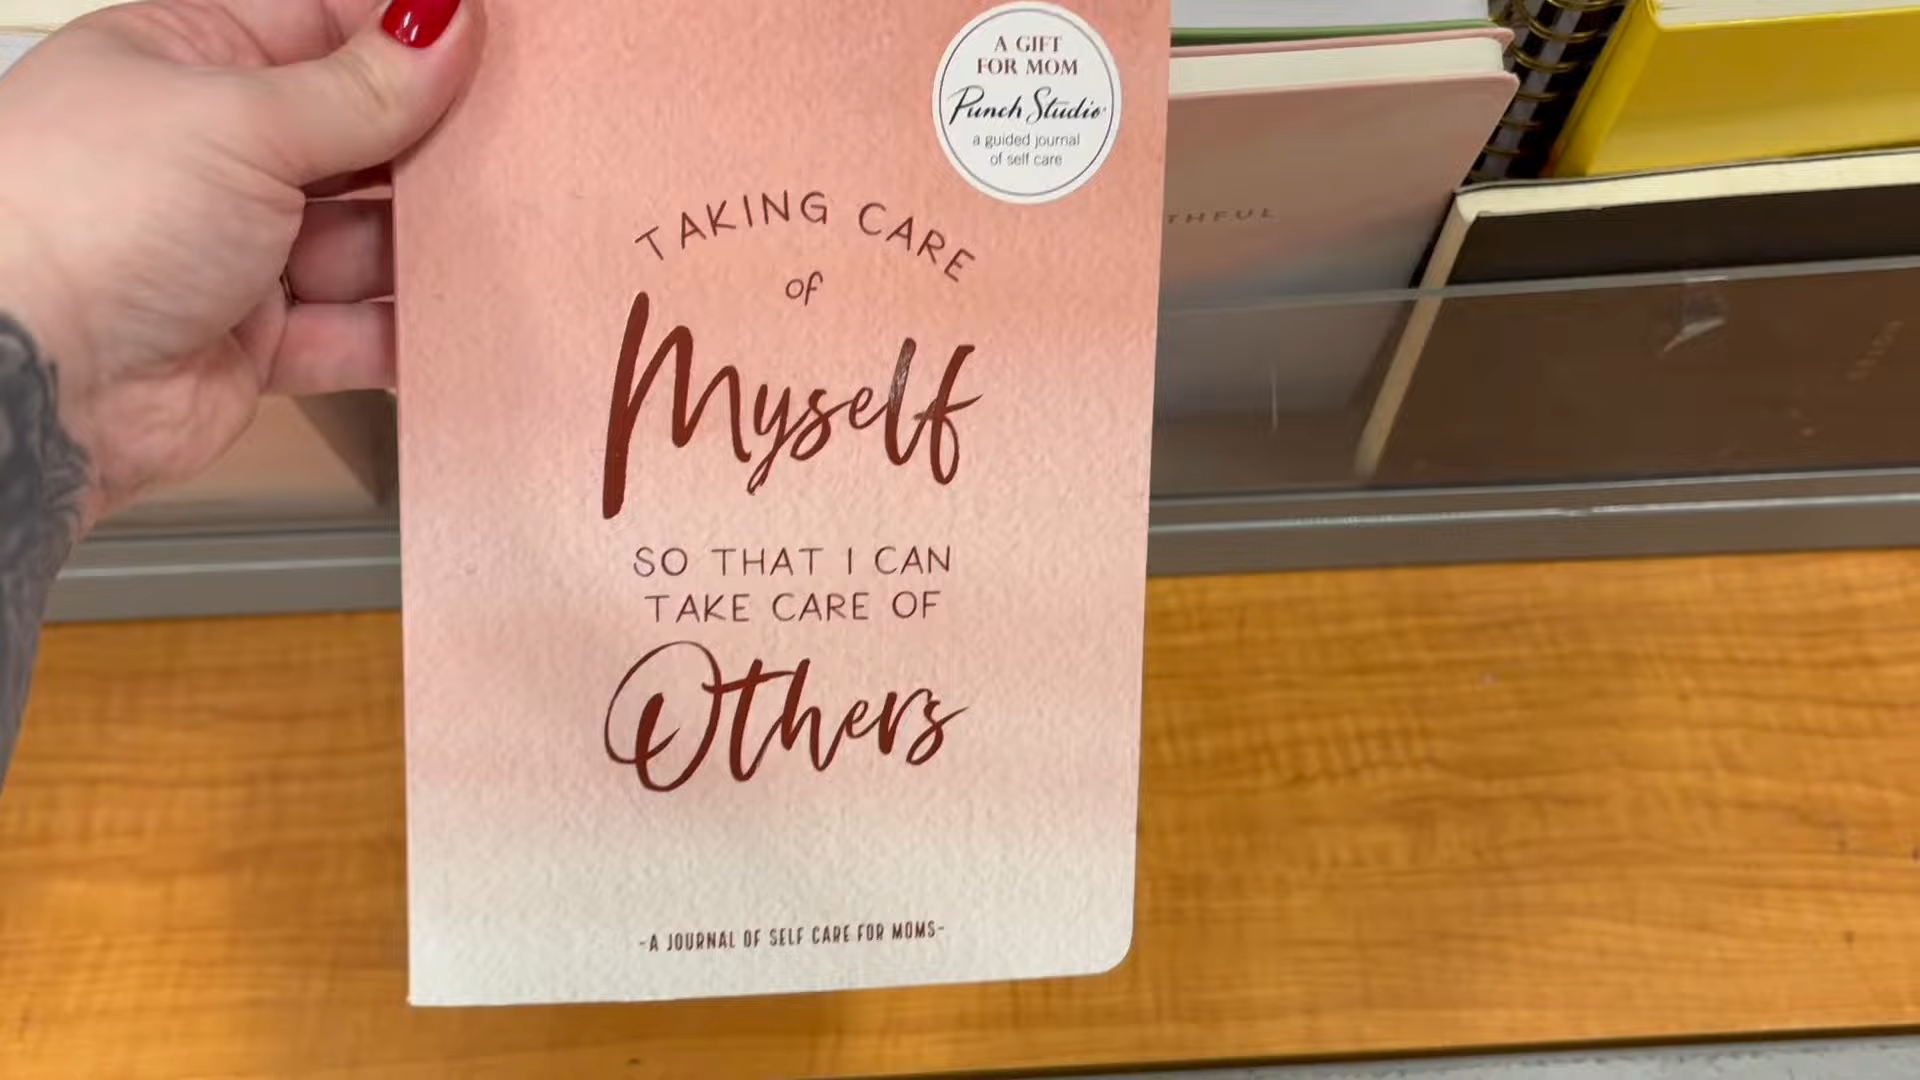 A GIFT
FOR MOM
Punch Studio
a guided journal
of self care
TAKING CARE
of
Myself
SO THAT I CAN
TAKE CARE OF
Others
-A JOURNAL OF SELF CARE FOR MOMS-
THFUL